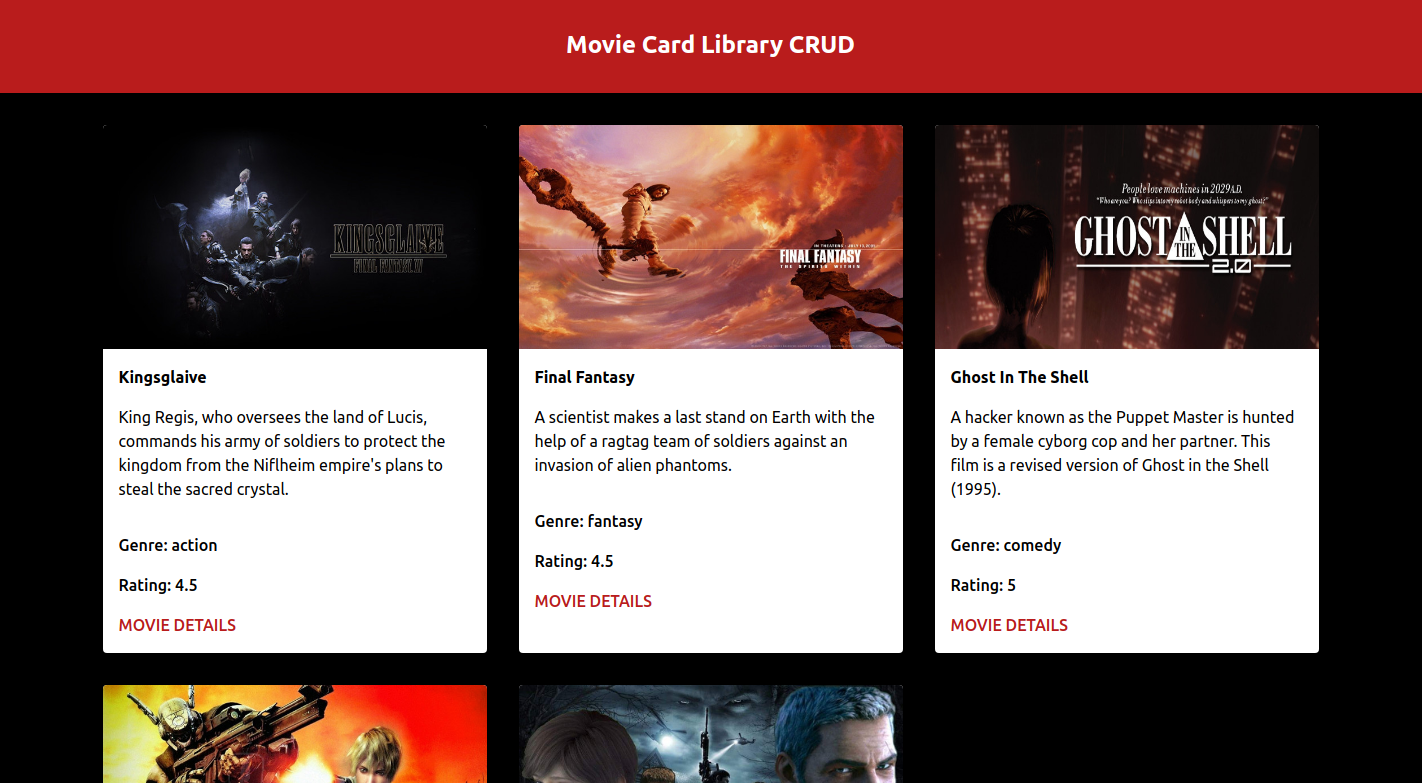 Movie Card Library CRUD
KINGSGLAIVE
FINAL FANTASY XV
IN THEATERS
FINAL FANTASY
THE SPIRITS WITHIN
People love machines in 2029 A.D.
"Who are you? Who slips into my robot body and whispers to my ghost?"
GHOST IN THE SHELL
2.0
Kingsglaive
King Regis, who oversees the land of Lucis,
commands his army of soldiers to protect the
kingdom from the Niflheim empire's plans to
steal the sacred crystal.
Genre: action
Rating: 4.5
MOVIE DETAILS
Final Fantasy
A scientist makes a last stand on Earth with the
help of a ragtag team of soldiers against an
invasion of alien phantoms.
Genre: fantasy
Rating: 4.5
MOVIE DETAILS
Ghost In The Shell
A hacker known as the Puppet Master is hunted
by a female cyborg cop and her partner. This
film is a revised version of Ghost in the Shell
(1995).
Genre: comedy
Rating: 5
MOVIE DETAILS